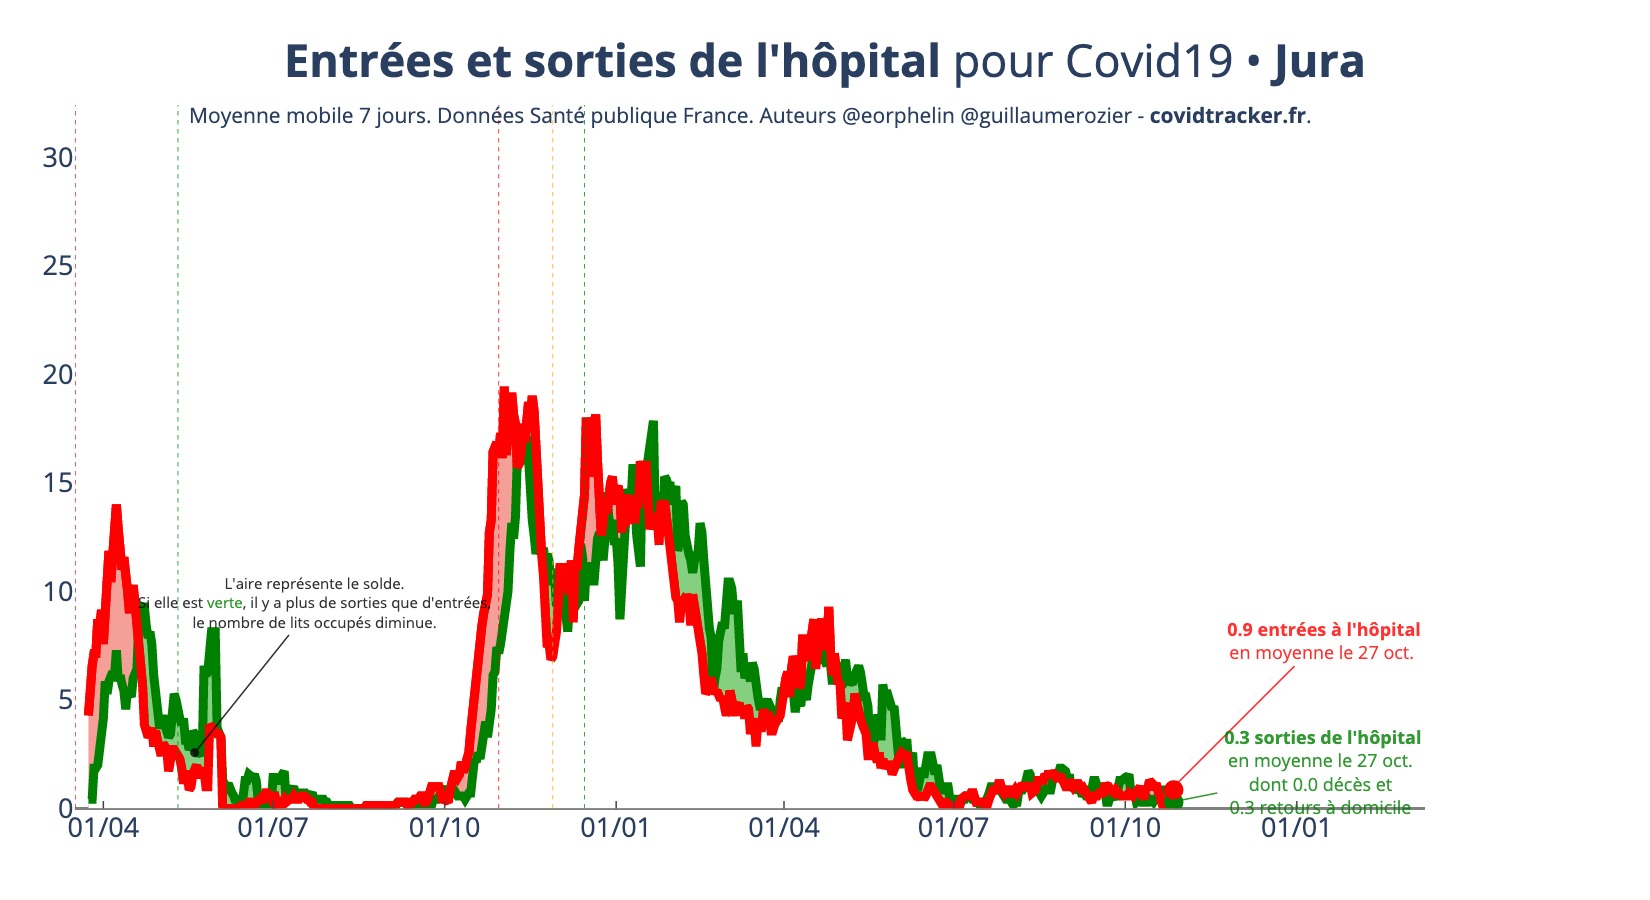 Entrées et sorties de l'hôpital pour Covid19 • Jura
Moyenne mobile 7 jours. Données Santé publique France. Auteurs @eorphelin @guillaumerozier - covidtracker.fr.
30
25
20
15
10
5
0
L'aire représente le solde.
Si elle est verte, il y a plus de sorties que d'entrées,
le nombre de lits occupés diminue.
0.9 entrées à l'hôpital
en moyenne le 27 oct.
0.3 sorties de l'hôpital
en moyenne le 27 oct.
dont 0.0 décès et
0.3 retours à domicile
01/04 01/07 01/10 01/01 01/04 01/07 01/10 01/01